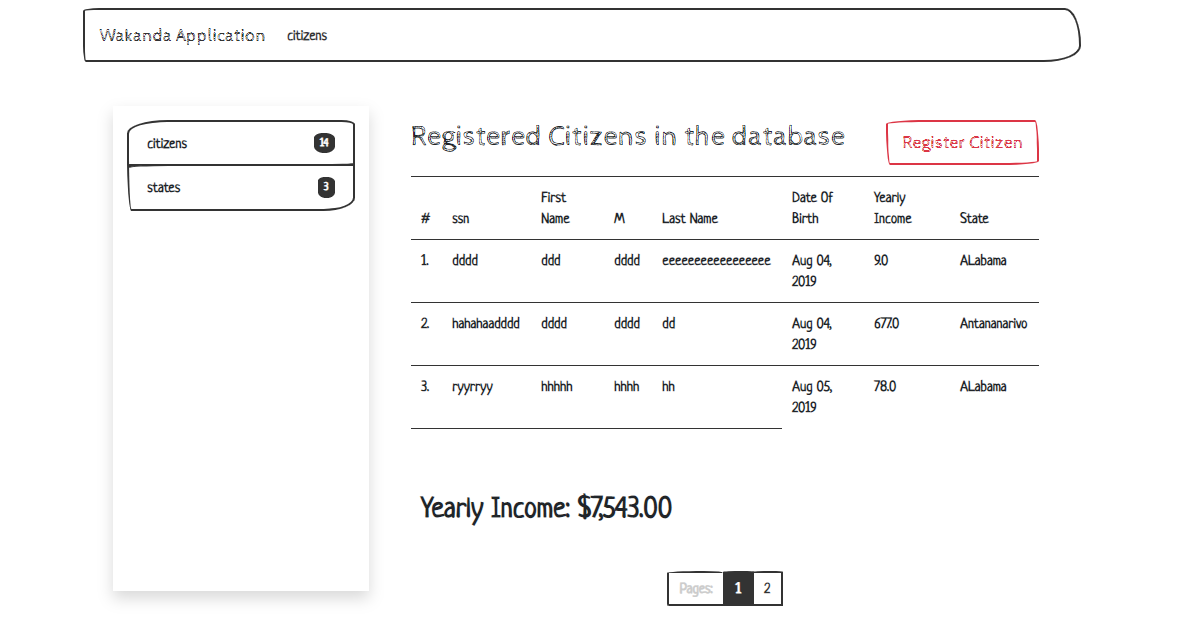 Wakanda Application citizens
citizens 14
states 3
Registered Citizens in the database
Register Citizen
# ssn First Name M Last Name Date Of Birth Yearly Income State
1. dddd ddd dddd eeeeeeeeeeeeeeeee Aug 04, 2019 9.0 ALabama
2. hahahaadddd dddd dddd dd Aug 04, 2019 677.0 Antananarivo
3. ryyrryy hhhhh hhhh hh Aug 05, 2019 78.0 ALabama
Yearly Income: $7,543.00
Pages: 1 2